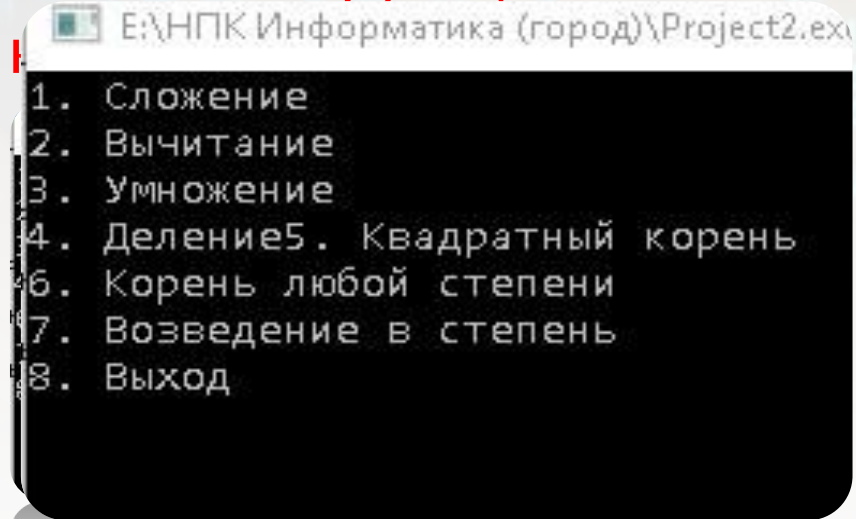 E:\НПК Информатика (город)\Project2.ex
1. Сложение
2. Вычитание
3. Умножение
4. Деление5. Квадратный корень
6. Корень любой степени
7. Возведение в степень
8. Выход